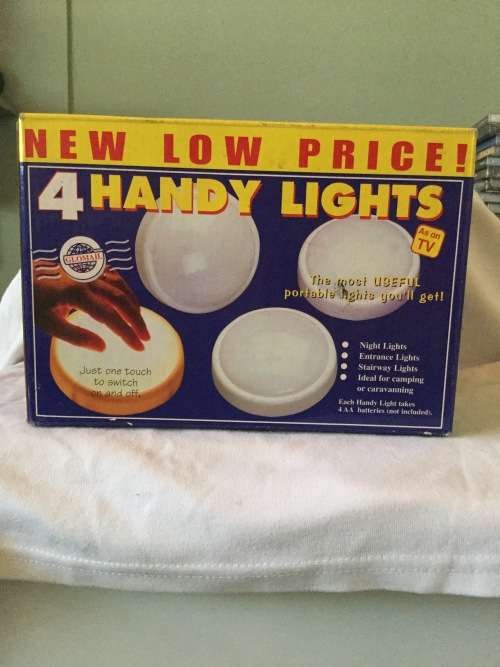 NEW LOW PRICE!
4 HANDY LIGHTS
As on
TV
GLOMAIL
The most USEFUL
portable lights you'll get!
Just one touch
to switch
on and off.
Night Lights
Entrance Lights
Stairway Lights
Ideal for camping
or caravanning
Each Handy Light takes
4 AA batteries (not included).